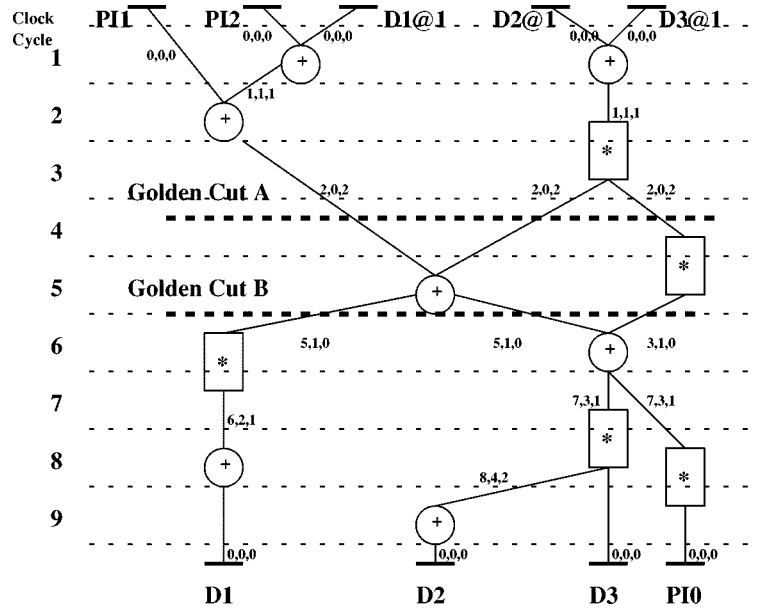 Clock
Cycle
PI1 PI2 D1@1 D2@1 D3@1
0,0,0 0,0,0 0,0,0 0,0,0 0,0,0
1 + +
1,1,1 1,1,1
2 +
3 *
Golden Cut A 2,0,2 2,0,2 2,0,2
4
*
5 Golden Cut B +
6 * 5,1,0 5,1,0 + 3,1,0
7 6,2,1 7,3,1 7,3,1
*
8 + 8,4,2 *
9 +
0,0,0 0,0,0 0,0,0 0,0,0
D1 D2 D3 PI0